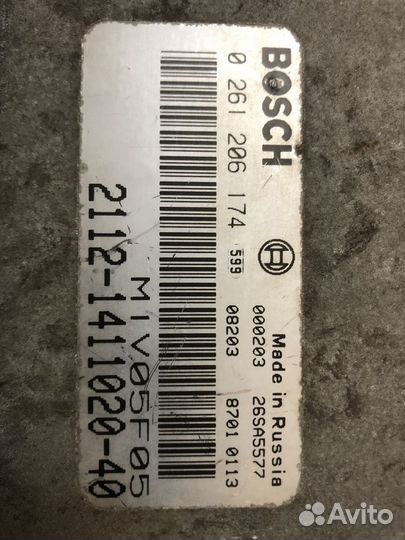 BOSCH
0 261 206 174
599
Made in Russia
000203 26SA5577
08203 8701 0113
M1V05F05
2112-1411020-40
Avito